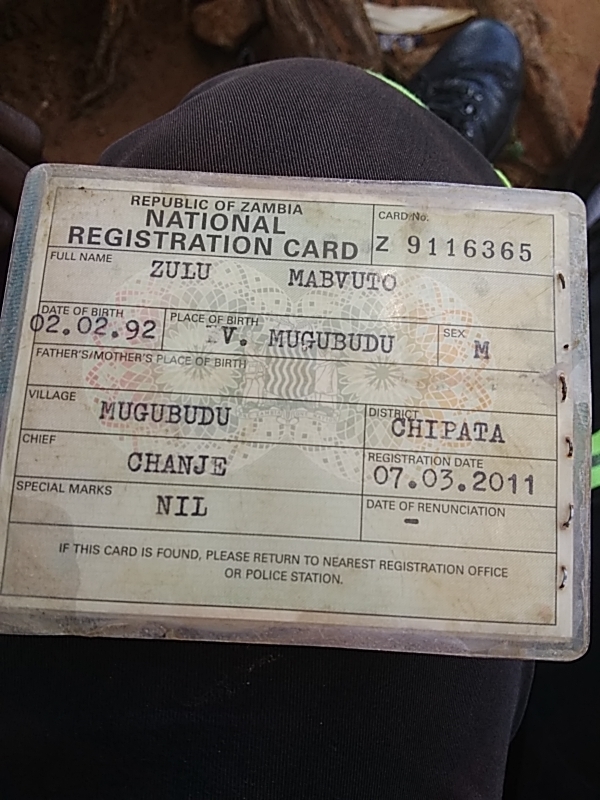 REPUBLIC OF ZAMBIA
NATIONAL
REGISTRATION CARD
CARD No.
Z 9116365
FULL NAME
ZULU MABVUTO
DATE OF BIRTH
02.02.92
PLACE OF BIRTH
V. MUGUBUDU
SEX
M
FATHER'S/MOTHER'S PLACE OF BIRTH
VILLAGE
MUGUBUDU
DISTRICT
CHIPATA
CHIEF
CHANJE
REGISTRATION DATE
07.03.2011
SPECIAL MARKS
NIL
DATE OF RENUNCIATION
-
IF THIS CARD IS FOUND, PLEASE RETURN TO NEAREST REGISTRATION OFFICE
OR POLICE STATION.